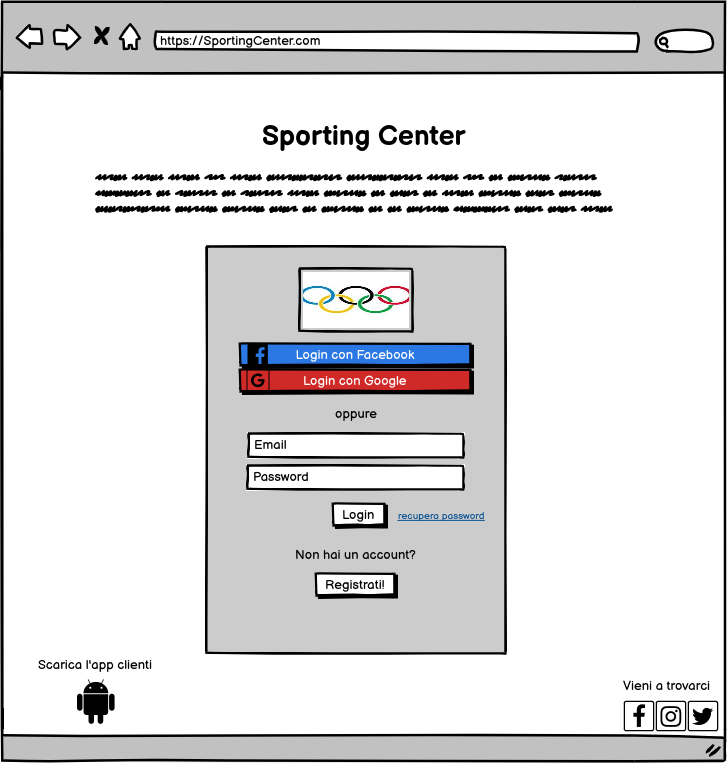 https://SportingCenter.com
Sporting Center
Login con Facebook
G Login con Google
oppure
Email
Password
Login recupera password
Non hai un account?
Registrati!
Scarica l'app clienti
Vieni a trovarci